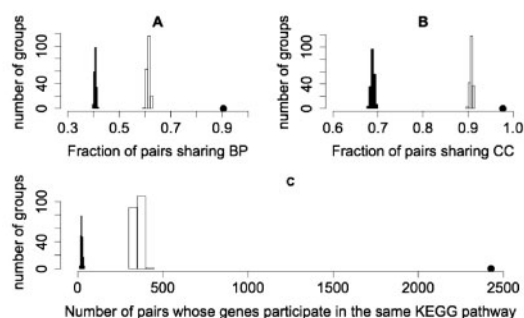 A
number of groups
0 40 100
0.3 0.5 0.7 0.9
Fraction of pairs sharing BP
B
number of groups
0 40 100
0.6 0.7 0.8 0.9 1.0
Fraction of pairs sharing CC
C
number of groups
0 40 100
0 500 1000 1500 2000 2500
Number of pairs whose genes participate in the same KEGG pathway